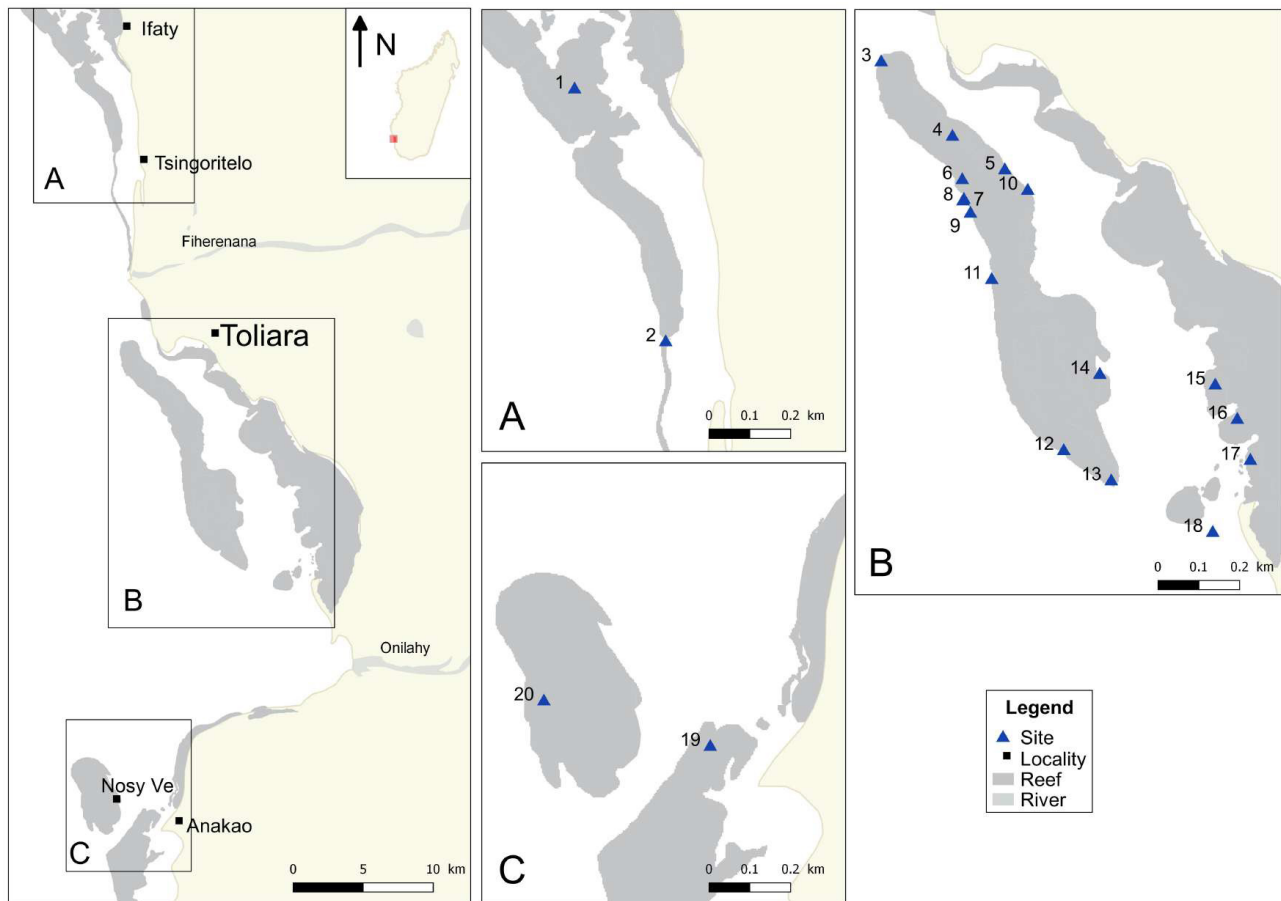 Ifaty
N
Tsingoritelo
A
Fiherenana
Toliara
B
Onilahy
Nosy Ve
Anakao
C
0 5 10 km
1
2
0 0.1 0.2 km
A
20
19
0 0.1 0.2 km
C
3
4
5
6
10
8 7
9
11
14
15
16
12
17
13
18
0 0.1 0.2 km
B
Legend
Site
Locality
Reef
River